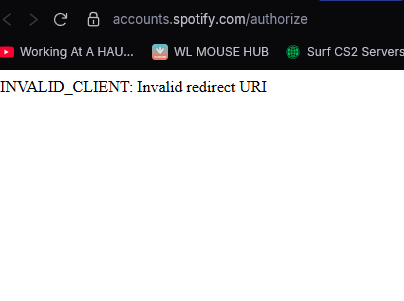 accounts.spotify.com/authorize
Working At A HAU... WL MOUSE HUB Surf CS2 Servers
INVALID_CLIENT: Invalid redirect URI